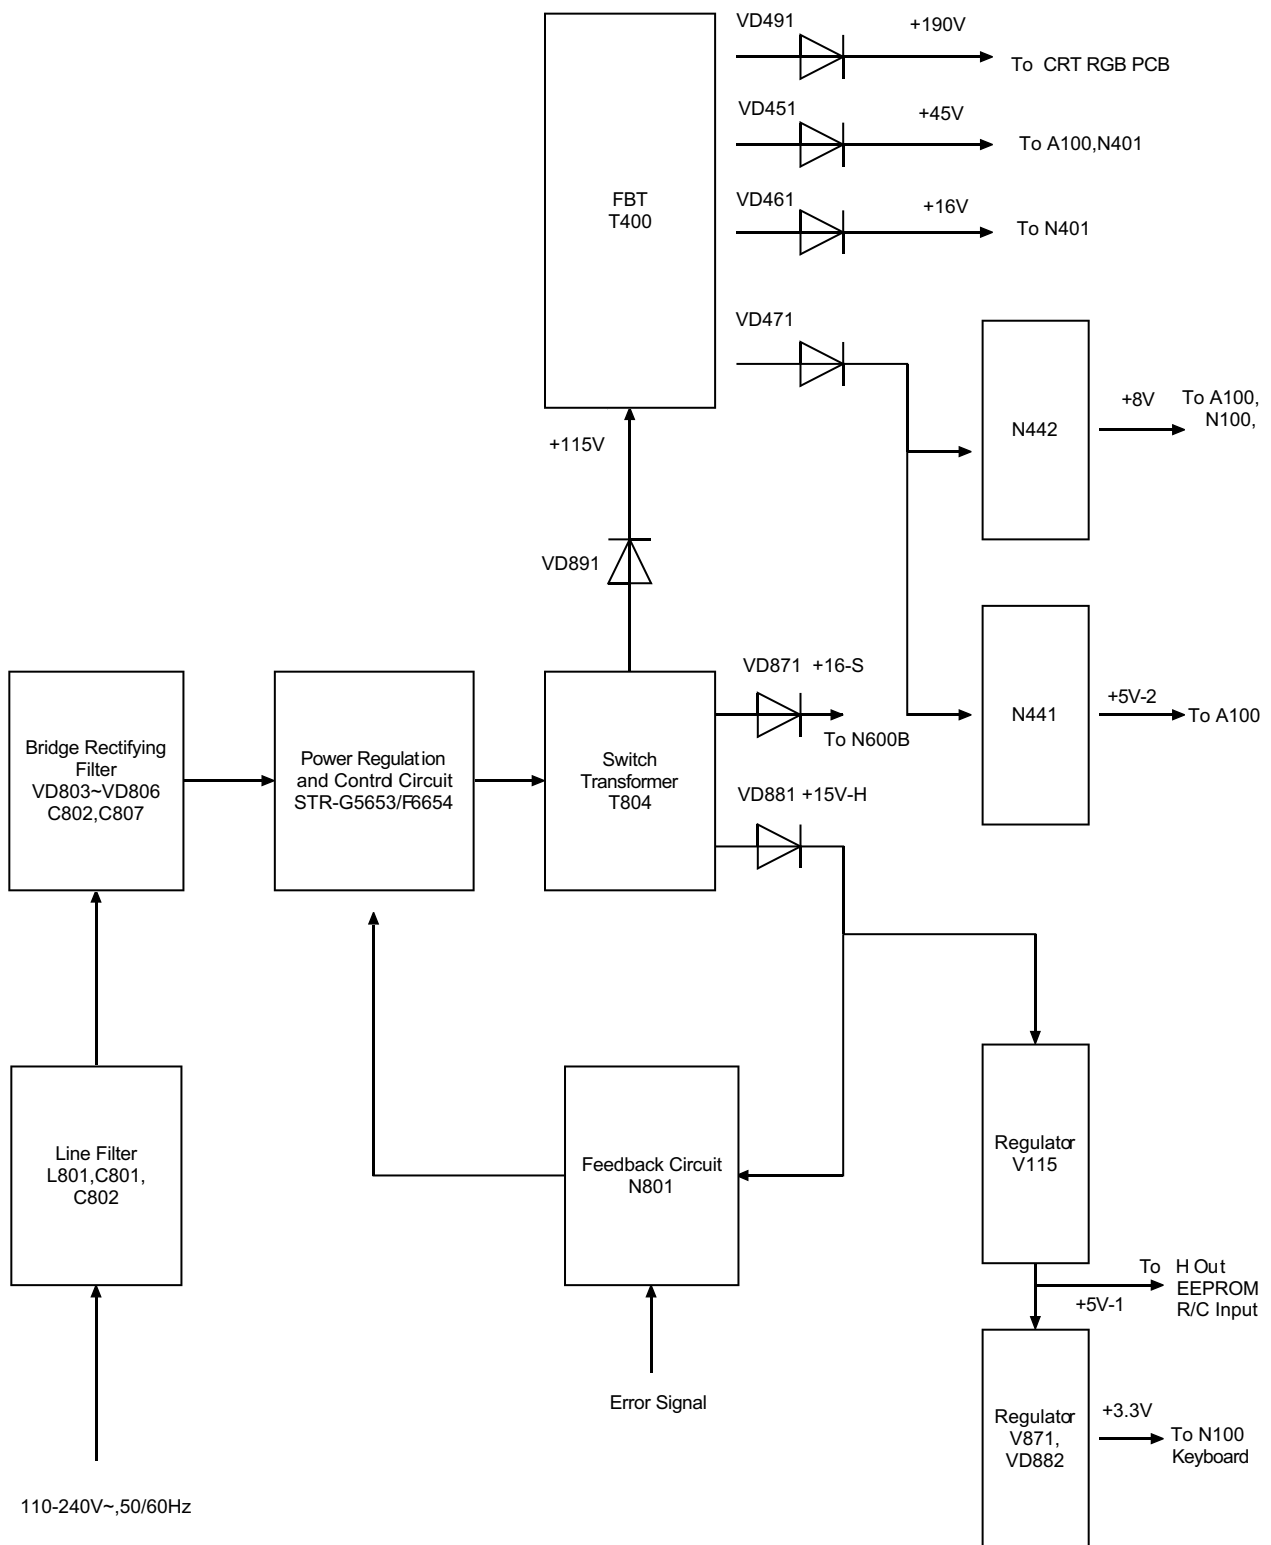 VD491
+190V
To CRT RGB PCB
VD451
+45V
To A100,N401
FBT
T400
VD461
+16V
To N401
VD471
N442
+8V
To A100,
N100,
+115V
VD891
VD871 +16-S
To N600B
N441
+5V-2
To A100
Bridge Rectifying
Filter
VD803~VD806
C802,C807
Power Regulation
and Control Circuit
STR-G5653/F6654
Switch
Transformer
T804
VD881 +15V-H
Line Filter
L801,C801,
C802
Feedback Circuit
N801
Regulator
V115
To H Out
EEPROM
R/C Input
+5V-1
Error Signal
Regulator
V871,
VD882
+3.3V
To N100
Keyboard
110-240V~,50/60Hz